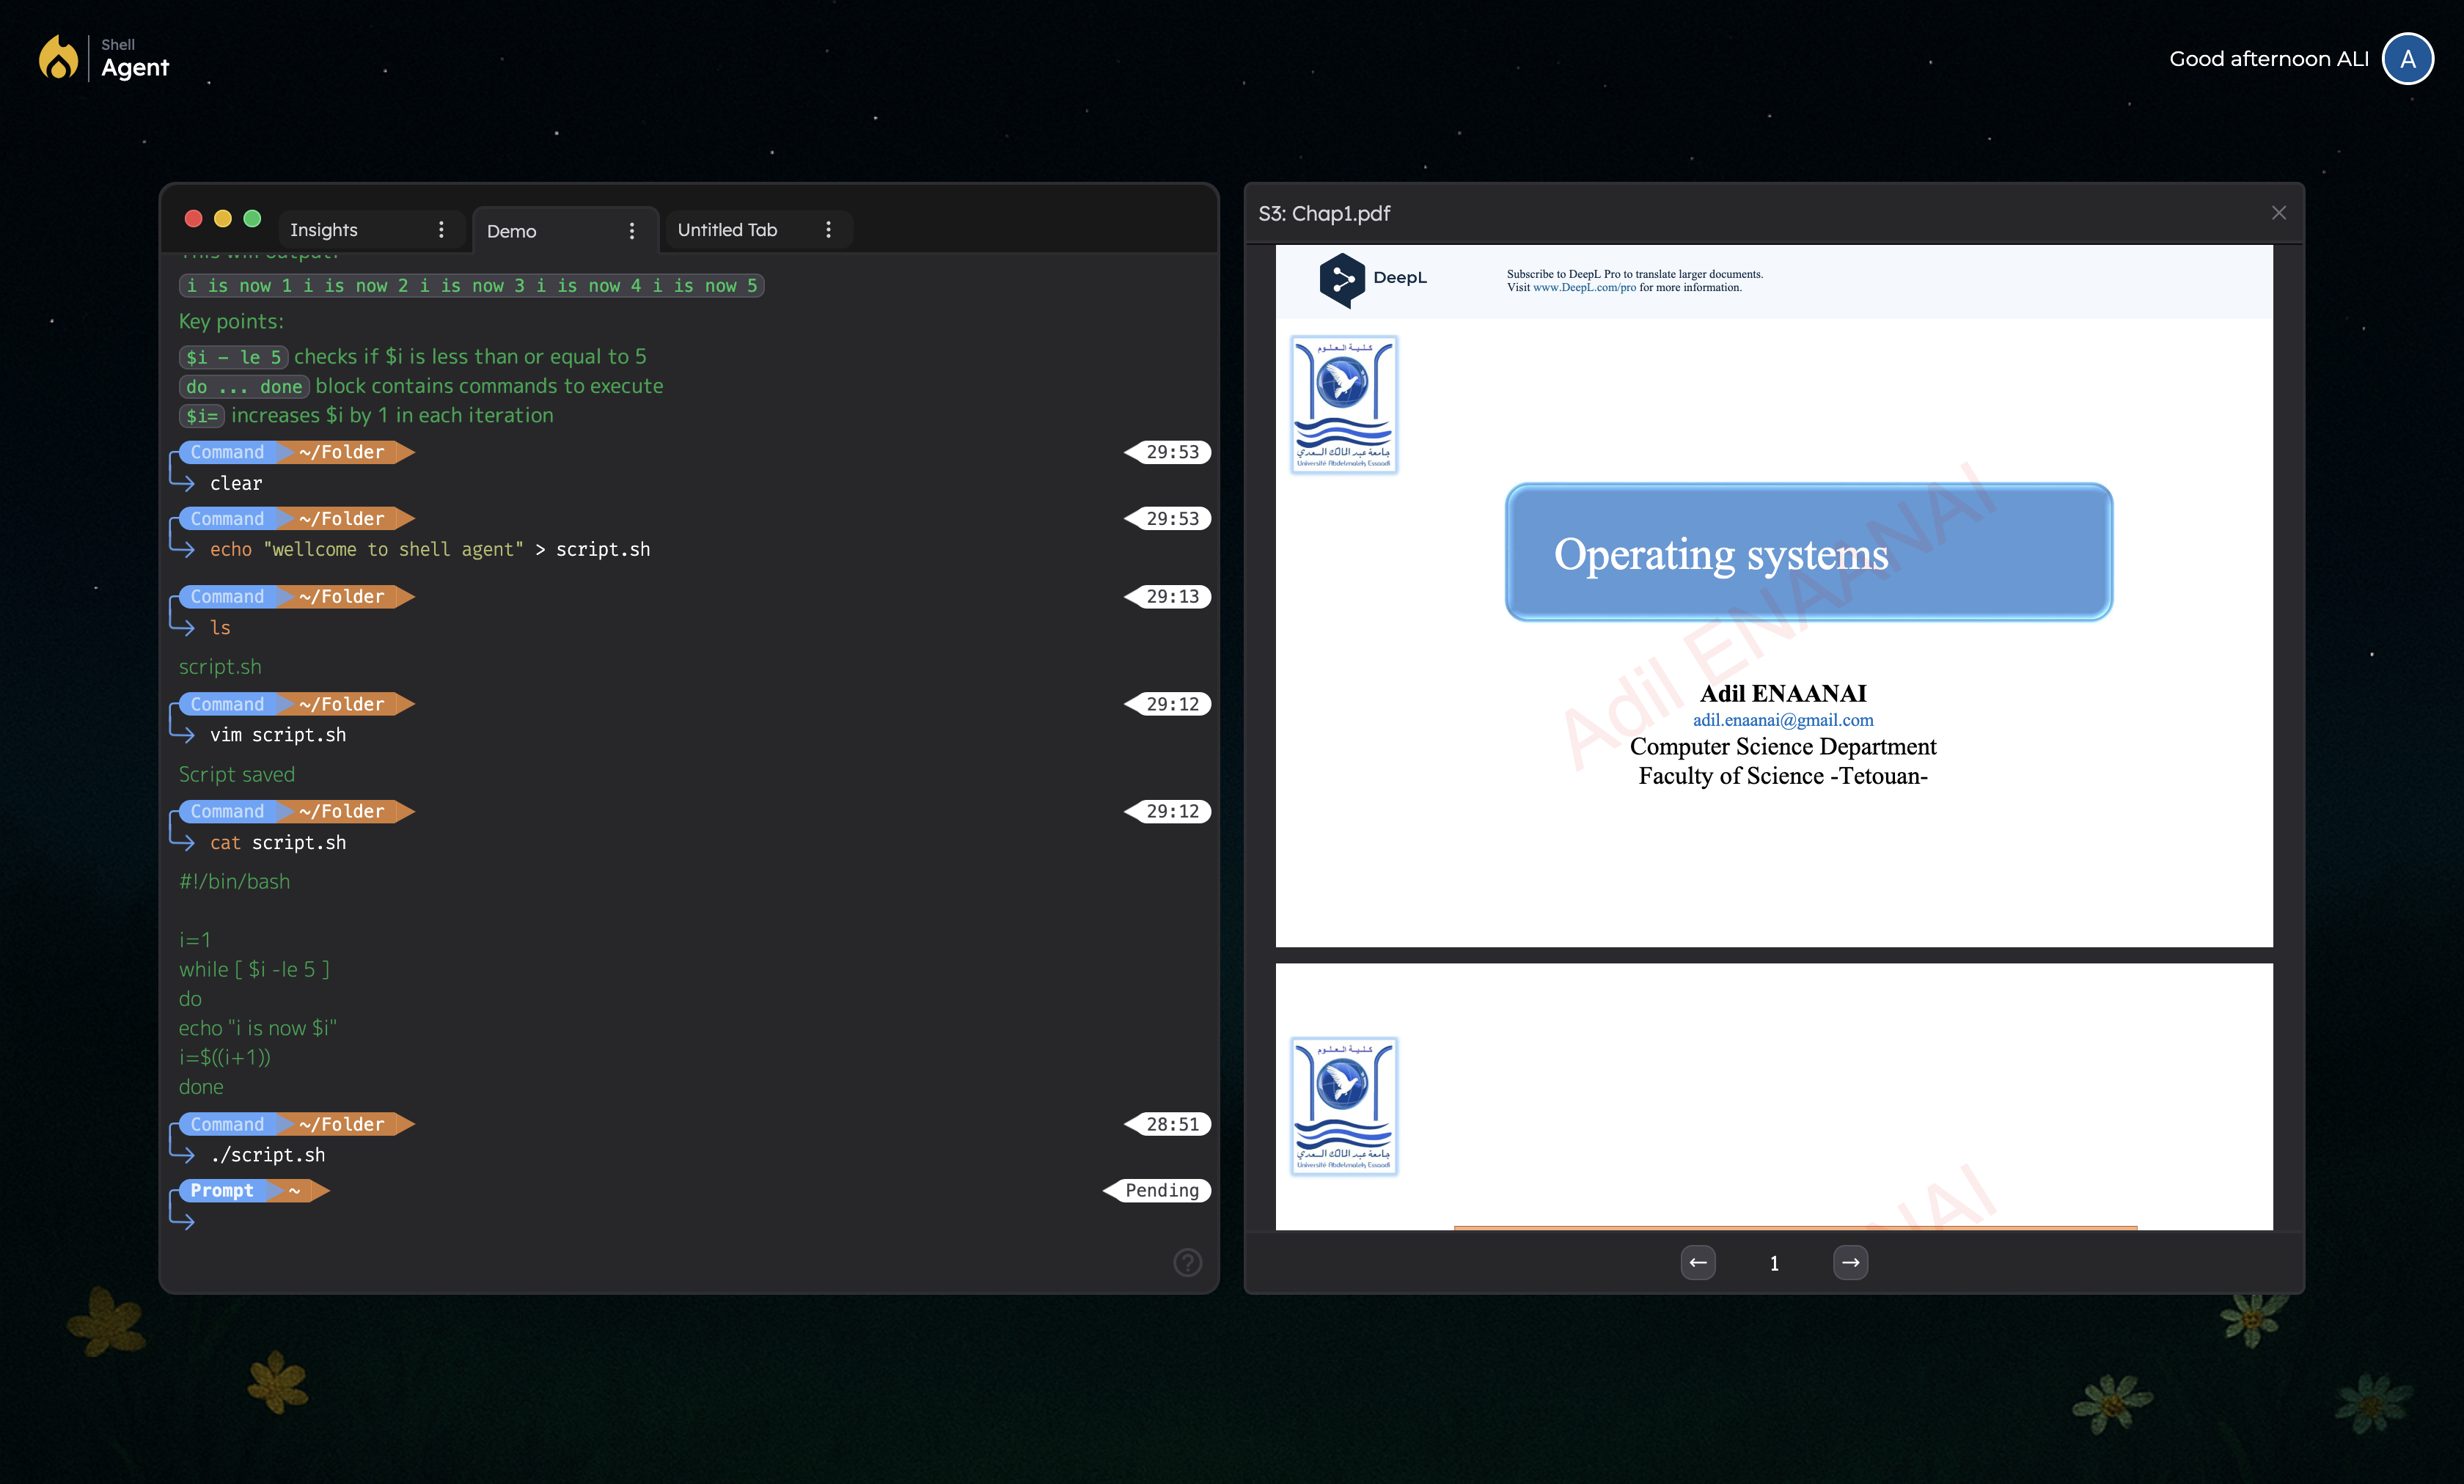 Shell
Agent
Good afternoon ALI
A
Insights
Demo
Untitled Tab
This will output:
i is now 1 i is now 2 i is now 3 i is now 4 i is now 5
Key points:
$i - le 5 checks if $i is less than or equal to 5
do ... done block contains commands to execute
$i= increases $i by 1 in each iteration
Command ~/Folder 29:53
clear
Command ~/Folder 29:53
echo "wellcome to shell agent" > script.sh
Command ~/Folder 29:13
ls
script.sh
Command ~/Folder 29:12
vim script.sh
Script saved
Command ~/Folder 29:12
cat script.sh
#!/bin/bash
i=1
while [ $i -le 5 ]
do
echo "i is now $i"
i=$((i+1))
done
Command ~/Folder 28:51
./script.sh
Prompt ~ Pending
?
S3: Chap1.pdf
DeepL
Subscribe to DeepL Pro to translate larger documents.
Visit www.DeepL.com/pro for more information.
كلية العلوم
جامعة عبد المالك السعدي
Université Abdelmalek Essaadi
Operating systems
Adil ENAANAI
Adil ENAANAI
adil.enaanai@gmail.com
Computer Science Department
Faculty of Science -Tetouan-
كلية العلوم
جامعة عبد المالك السعدي
Université Abdelmalek Essaadi
NAI
1